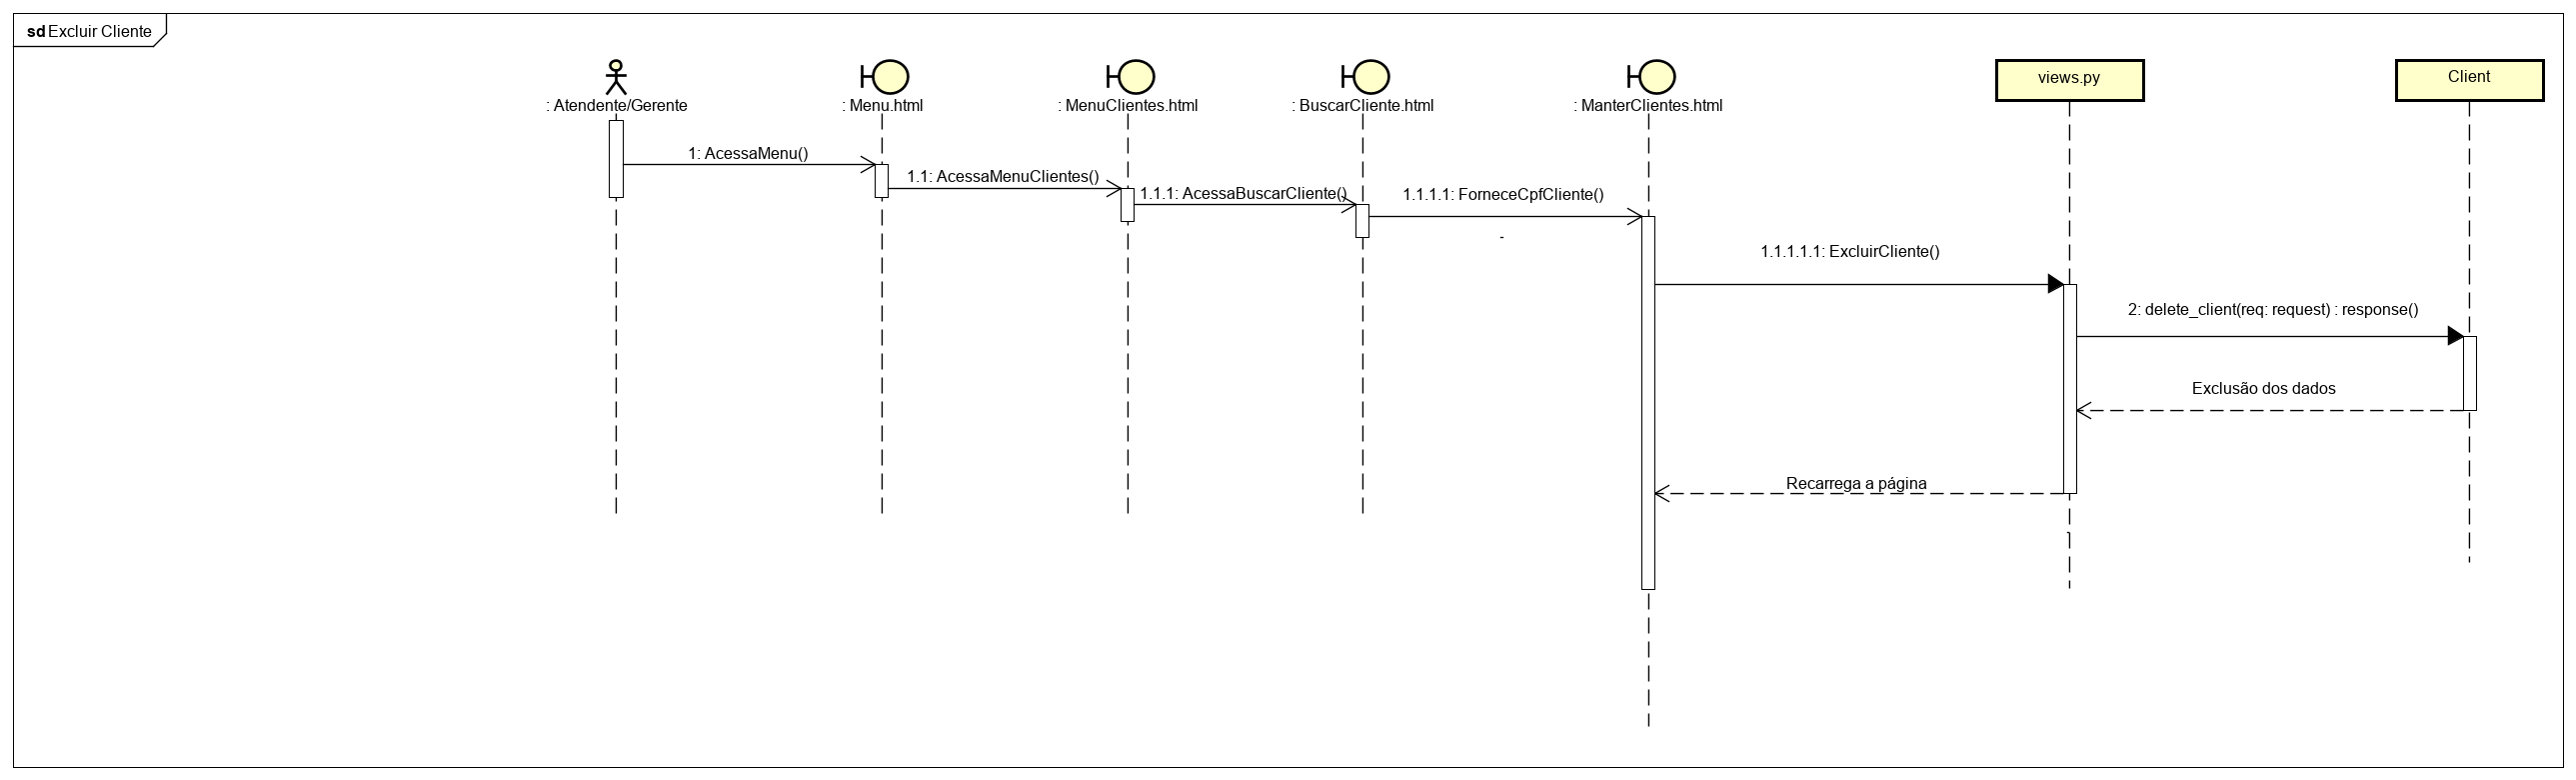 sd Excluir Cliente
: Atendente/Gerente
: Menu.html
: MenuClientes.html
: BuscarCliente.html
: ManterClientes.html
views.py
Client
1: AcessaMenu()
1.1: AcessaMenuClientes()
1.1.1: AcessaBuscarCliente()
1.1.1.1: ForneceCpfCliente()
1.1.1.1.1: ExcluirCliente()
2: delete_client(req: request) : response()
Exclusão dos dados
Recarrega a página